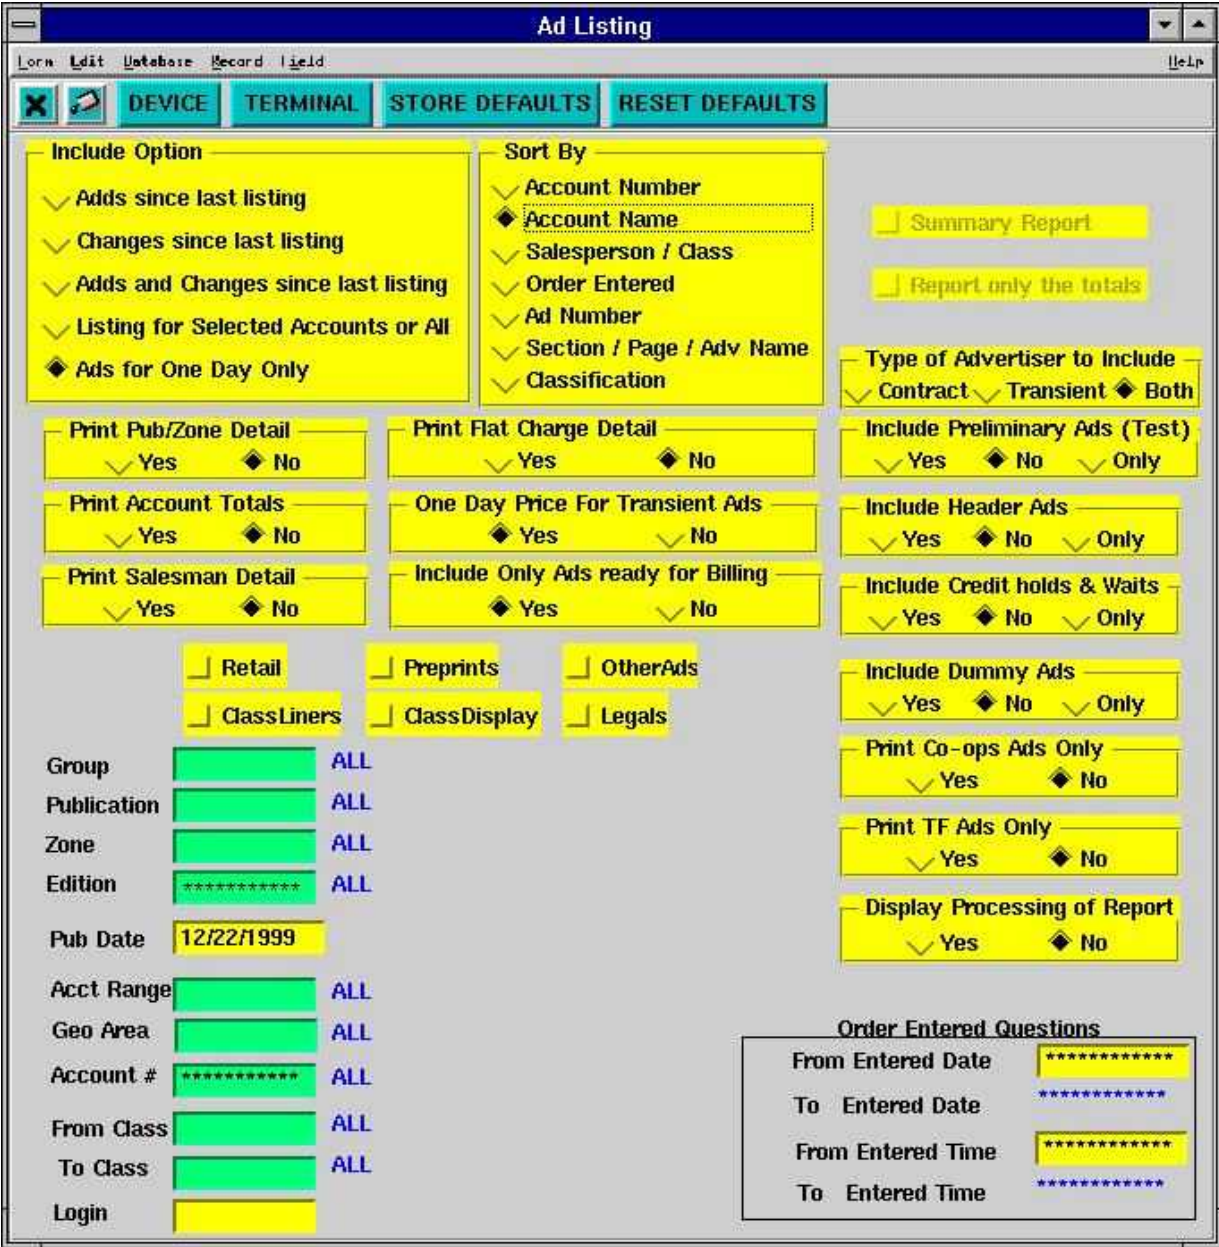 Ad Listing
Edit Database Record Field Help
DEVICE TERMINAL STORE DEFAULTS RESET DEFAULTS
Include Option
Adds since last listing
Changes since last listing
Adds and Changes since last listing
Listing for Selected Accounts or All
Ads for One Day Only
Sort By
Account Number
Account Name
Salesperson / Class
Order Entered
Ad Number
Section / Page / Adv Name
Classification
Summary Report
Report only the totals
Type of Advertiser to Include
Contract Transient Both
Print Pub/Zone Detail
Yes No
Print Flat Charge Detail
Yes No
Include Preliminary Ads (Test)
Yes No Only
Print Account Totals
Yes No
One Day Price For Transient Ads
Yes No
Include Header Ads
Yes No Only
Print Salesman Detail
Yes No
Include Only Ads ready for Billing
Yes No
Include Credit holds & Waits
Yes No Only
Retail Preprints OtherAds
ClassLiners ClassDisplay Legals
Include Dummy Ads
Yes No Only
Print Co-ops Ads Only
Yes No
Print TF Ads Only
Yes No
Display Processing of Report
Yes No
Group ALL
Publication ALL
Zone ALL
Edition *********** ALL
Pub Date 12/22/1999
Acct Range ALL
Geo Area ALL
Account # *********** ALL
From Class ALL
To Class ALL
Login
Order Entered Questions
From Entered Date ************
To Entered Date ************
From Entered Time ************
To Entered Time ************